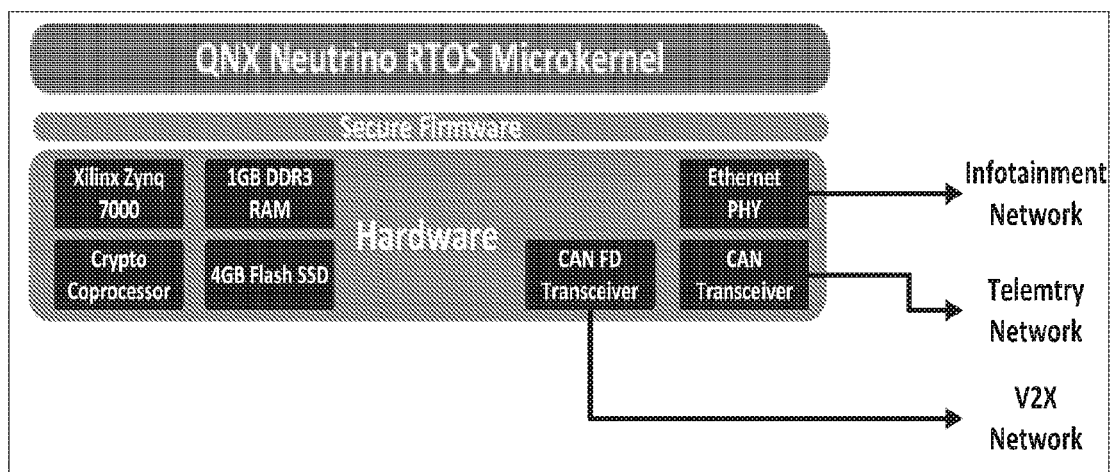 QNX Neutrino RTOS Microkernel
Secure Firmware
Xilinx Zynq
7000
1GB DDR3
RAM
Hardware
Ethernet
PHY
Crypto
Coprocessor
4GB Flash SSD
CAN FD
Transceiver
CAN
Transceiver
Infotainment
Network
Telemtry
Network
V2X
Network